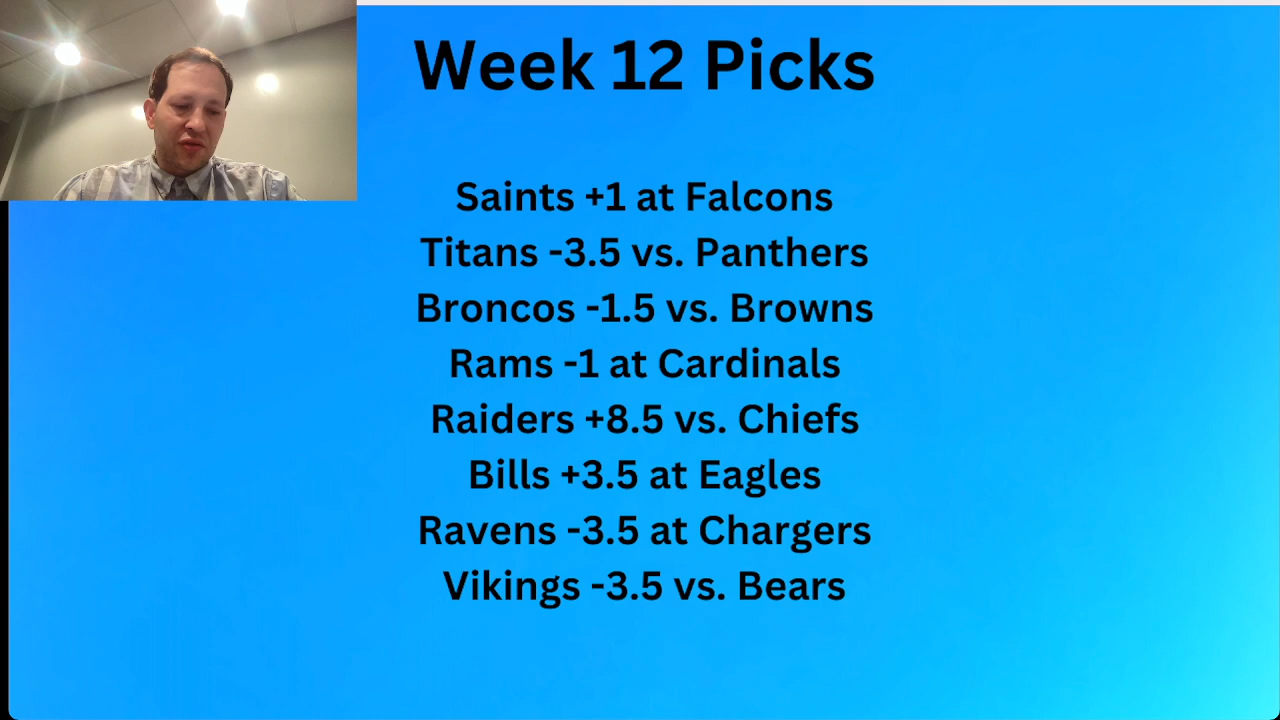 Week 12 Picks
Saints +1 at Falcons
Titans -3.5 vs. Panthers
Broncos -1.5 vs. Browns
Rams -1 at Cardinals
Raiders +8.5 vs. Chiefs
Bills +3.5 at Eagles
Ravens -3.5 at Chargers
Vikings -3.5 vs. Bears